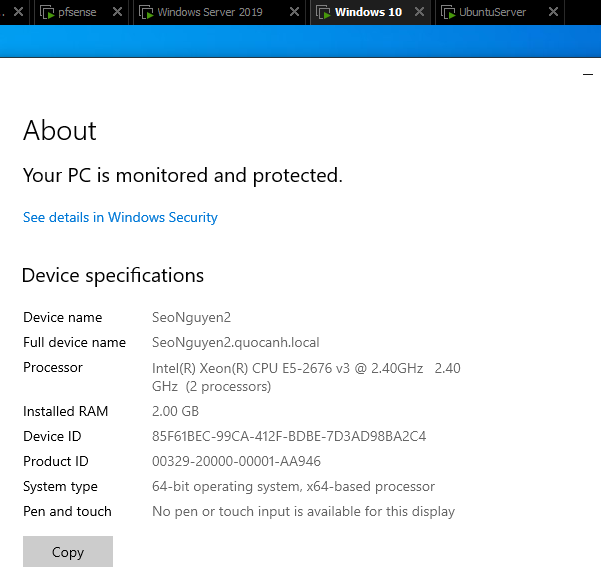 pfsense
Windows Server 2019
Windows 10
UbuntuServer
About
Your PC is monitored and protected.
See details in Windows Security
Device specifications
Device name SeoNguyen2
Full device name SeoNguyen2.quocanh.local
Processor Intel(R) Xeon(R) CPU E5-2676 v3 @ 2.40GHz 2.40
GHz (2 processors)
Installed RAM 2.00 GB
Device ID 85F61BEC-99CA-412F-BDBE-7D3AD98BA2C4
Product ID 00329-20000-00001-AA946
System type 64-bit operating system, x64-based processor
Pen and touch No pen or touch input is available for this display
Copy